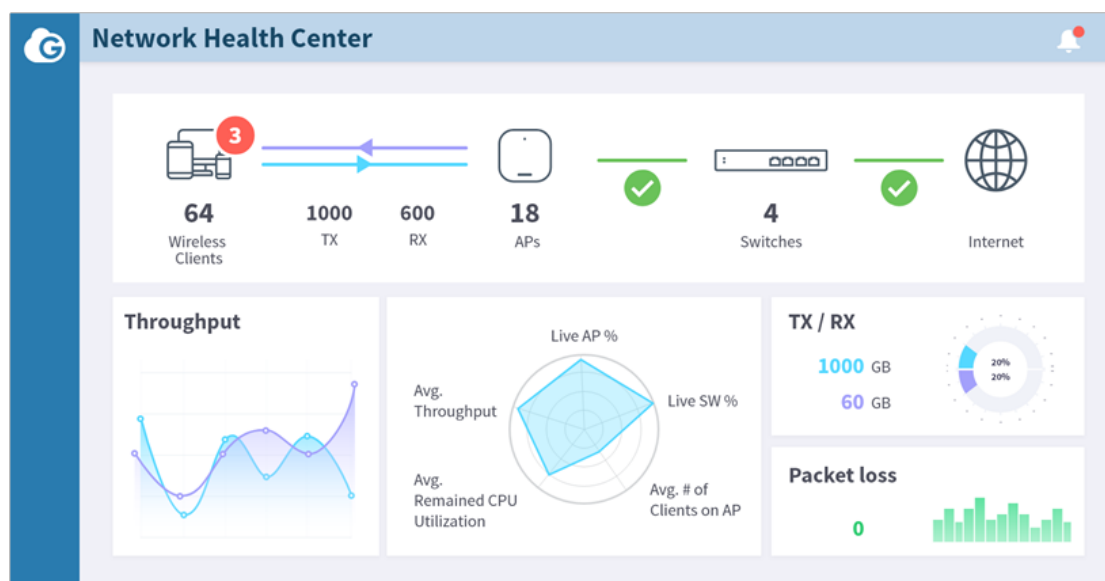 G
Network Health Center
3
64
Wireless
Clients
1000
TX
600
RX
18
APs
4
Switches
Internet
Throughput
Live AP %
Live SW %
Avg. # of
Clients on AP
Avg.
Remained CPU
Utilization
Avg.
Throughput
TX / RX
1000 GB
60 GB
20%
20%
Packet loss
0